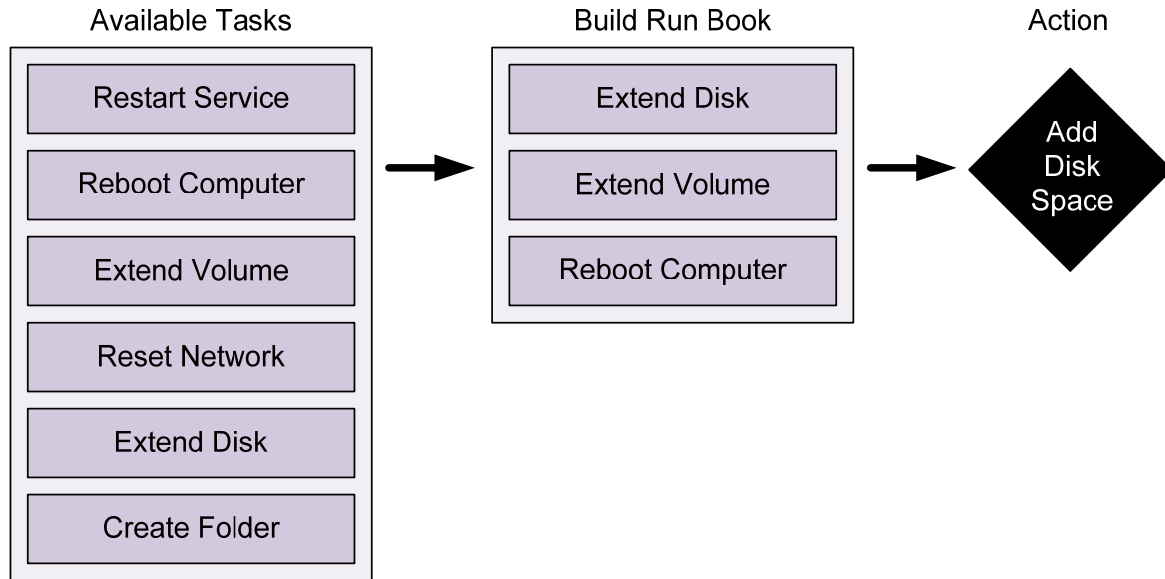 Available Tasks
Restart Service
Reboot Computer
Extend Volume
Reset Network
Extend Disk
Create Folder
Build Run Book
Extend Disk
Extend Volume
Reboot Computer
Action
Add
Disk
Space